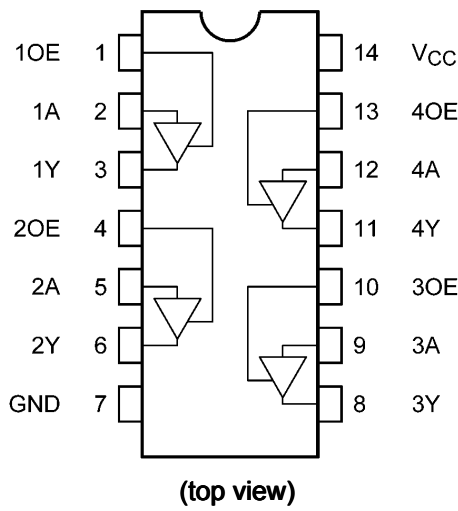 1OE 1 14 VCC
1A 2 13 4OE
1Y 3 12 4A
2OE 4 11 4Y
2A 5 10 3OE
2Y 6 9 3A
GND 7 8 3Y
(top view)